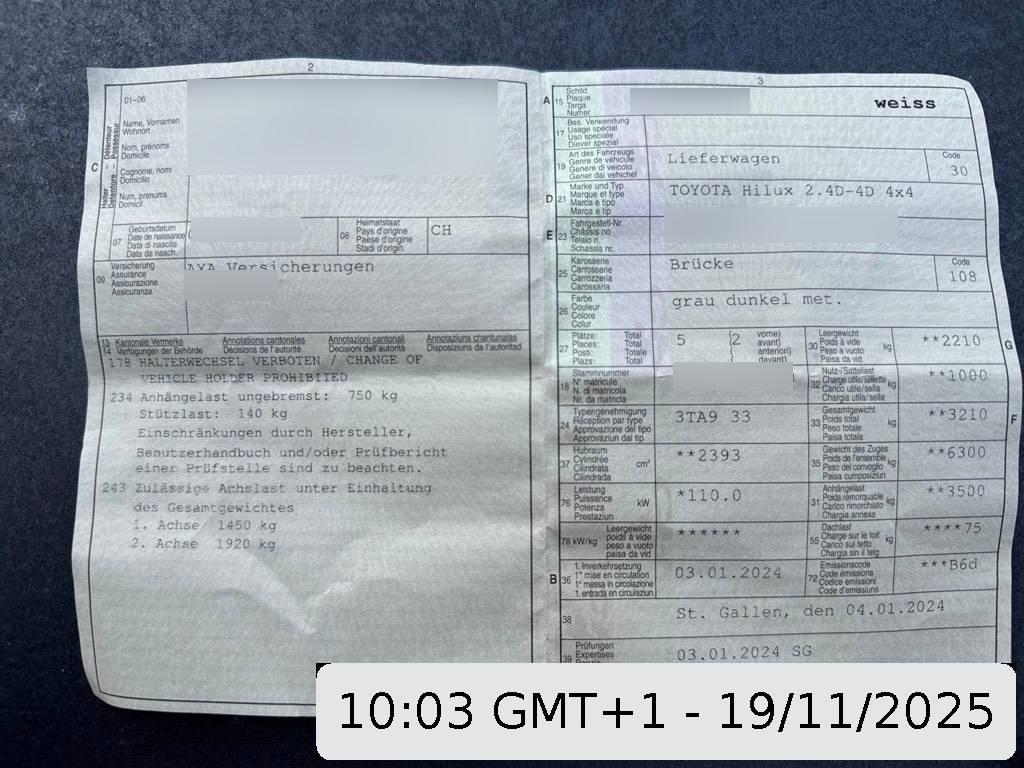 2
01-06
Name, Vornamen
Wohnort
Nom, prénoms
Domicile
Cognome, nomi
Domicilio
Num, prenums
Domicil
C
Halter – Détenteur
Detentore – Possessur
07
Geburtsdatum
Date de naissance
Data di nascita
Data da nasch.
08
Heimatstaat
Pays d'origine
Paese d'origine
Stadi d'origin
CH
09
Versicherung
Assurance
Assicurazione
Assicuranza
AXA Versicherungen
13 Kantonale Vermerke Annotations cantonales Annotazioni cantonali Annotaziuns chantunalas
14 Verfügungen der Behörde Décisions de l'autorité Decisioni dell'autorità Disposiziuns da l'autoritad
178 HALTERWECHSEL VERBOTEN / CHANGE OF
VEHICLE HOLDER PROHIBITED
234 Anhängelast ungebremst: 750 kg
Stützlast: 140 kg
Einschränkungen durch Hersteller,
Benutzerhandbuch und/oder Prüfbericht
einer Prüfstelle sind zu beachten.
243 Zulässige Achslast unter Einhaltung
des Gesamtgewichtes
1. Achse/ 1450 kg
2. Achse 1920 kg
3
A 15
Schild
Plaque
Targa
Numer
weiss
17
Bes. Verwendung
Usage spécial
Uso speciale
Diever spezial
19
Art des Fahrzeugs
Genre de véhicule
Genere di veicolo
Gener dal vehichel
Lieferwagen
Code
30
D 21
Marke und Typ
Marque et type
Marca e tipo
Marca e tip
TOYOTA Hilux 2.4D-4D 4x4
E 23
Fahrgestell-Nr.
Châssis no
Telaio n.
Schassis nr.
25
Karosserie
Carrosserie
Carrozzeria
Carossaria
Brücke
Code
108
26
Farbe
Couleur
Colore
Colur
grau dunkel met.
27
Plätze: Total
Places: Total
Posti: Totale
Plazs: Total
5 (2
vorne)
avant)
anteriori)
davant)
30
Leergewicht
Poids à vide
Peso a vuoto
Paisa da vid
kg
**2210
G
18
Stammnummer
N° matricule
N. di matricola
Nr. da matricla
32
Nutz-/Sattellast
Charge utile/sellette
Carico utile/sella
Chargia utila/sella
kg
**1000
24
Typengenehmigung
Réception par type
Approvazione del tipo
Approvaziun dal tip
3TA9 33
33
Gesamtgewicht
Poids total
Peso totale
Paisa totala
kg
**3210
F
37
Hubraum
Cylindrée
Cilindrata
Cilindrada
cm³
**2393
35
Gewicht des Zuges
Poids de l'ensemble
Peso del convoglio
Paisa cumposiziun
kg
**6300
76
Leistung
Puissance
Potenza
Prestaziun
kW
*110.0
31
Anhängelast
Poids remorquable
Carico rimorchiato
Chargia annexa
kg
**3500
78 kW/kg
Leergewicht
poids à vide
peso a vuoto
paisa da vid
******
55
Dachlast
Charge sur le toit
Carico sul tetto
Chargia sin il tetg
kg
****75
B 36
1. Inverkehrsetzung
1re mise en circulation
1a messa in circolazione
1. entrada en circulaziun
03.01.2024
72
Emissionscode
Code émissions
Codice emissioni
Code d'emissiuns
***B6d
38
St. Gallen, den 04.01.2024
39
Prüfungen
Expertises
03.01.2024 SG
10:03 GMT+1 - 19/11/2025